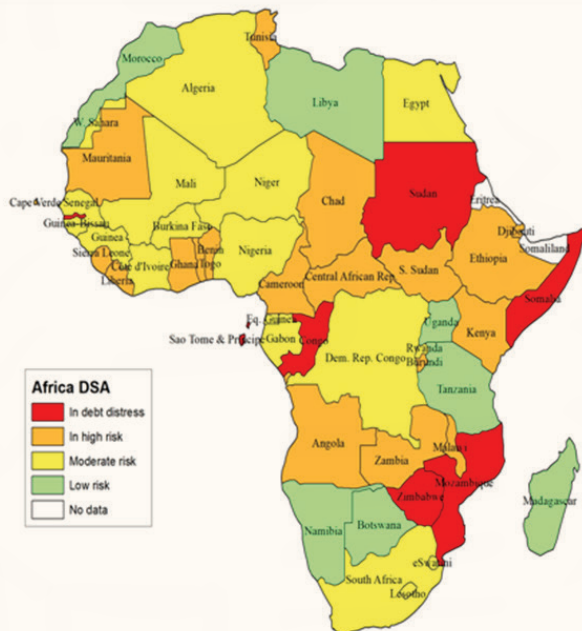 Tunisia
Morocco
Algeria
Libya
Egypt
W. Sahara
Mauritania
Mali
Niger
Chad
Sudan
Eritrea
Cape Verde
Senegal
Guinea-Bissau
Guinea
Burkina Faso
Djibouti
Sierra Leone
Côte d'Ivoire
Liberia
Ghana
Benin
Togo
Nigeria
Somaliland
Ethiopia
Central African Rep.
S. Sudan
Cameroon
Somalia
Eq. Guinea
Uganda
Kenya
Sao Tome & Principe
Gabon
Congo
Rwanda
Burundi
Dem. Rep. Congo
Tanzania
Africa DSA
In debt distress
In high risk
Moderate risk
Low risk
No data
Angola
Malawi
Zambia
Mozambique
Zimbabwe
Madagascar
Namibia
Botswana
eSwatini
South Africa
Lesotho